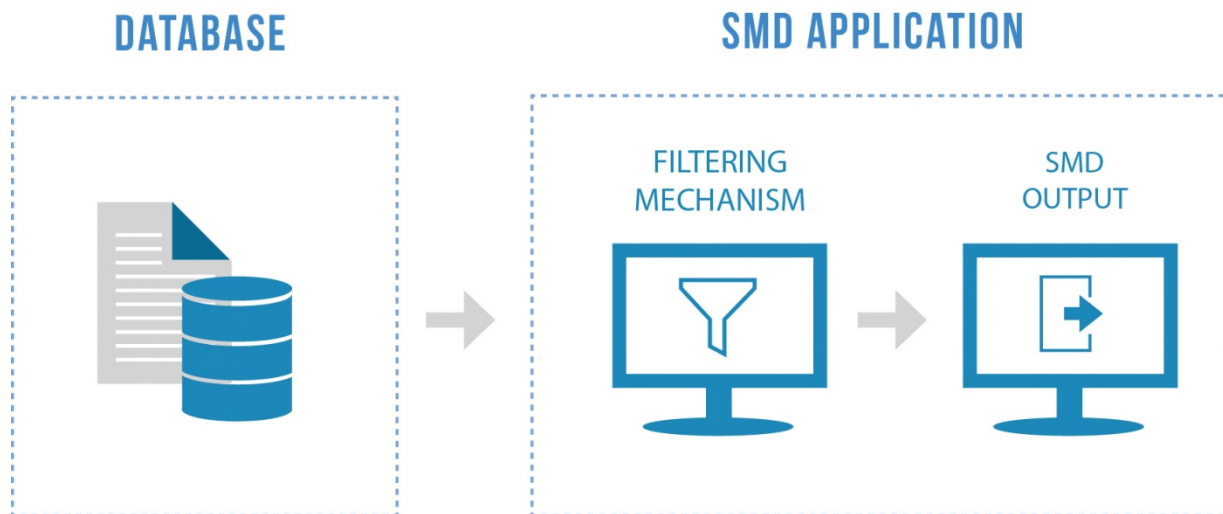 DATABASE
SMD APPLICATION
FILTERING
MECHANISM
SMD
OUTPUT